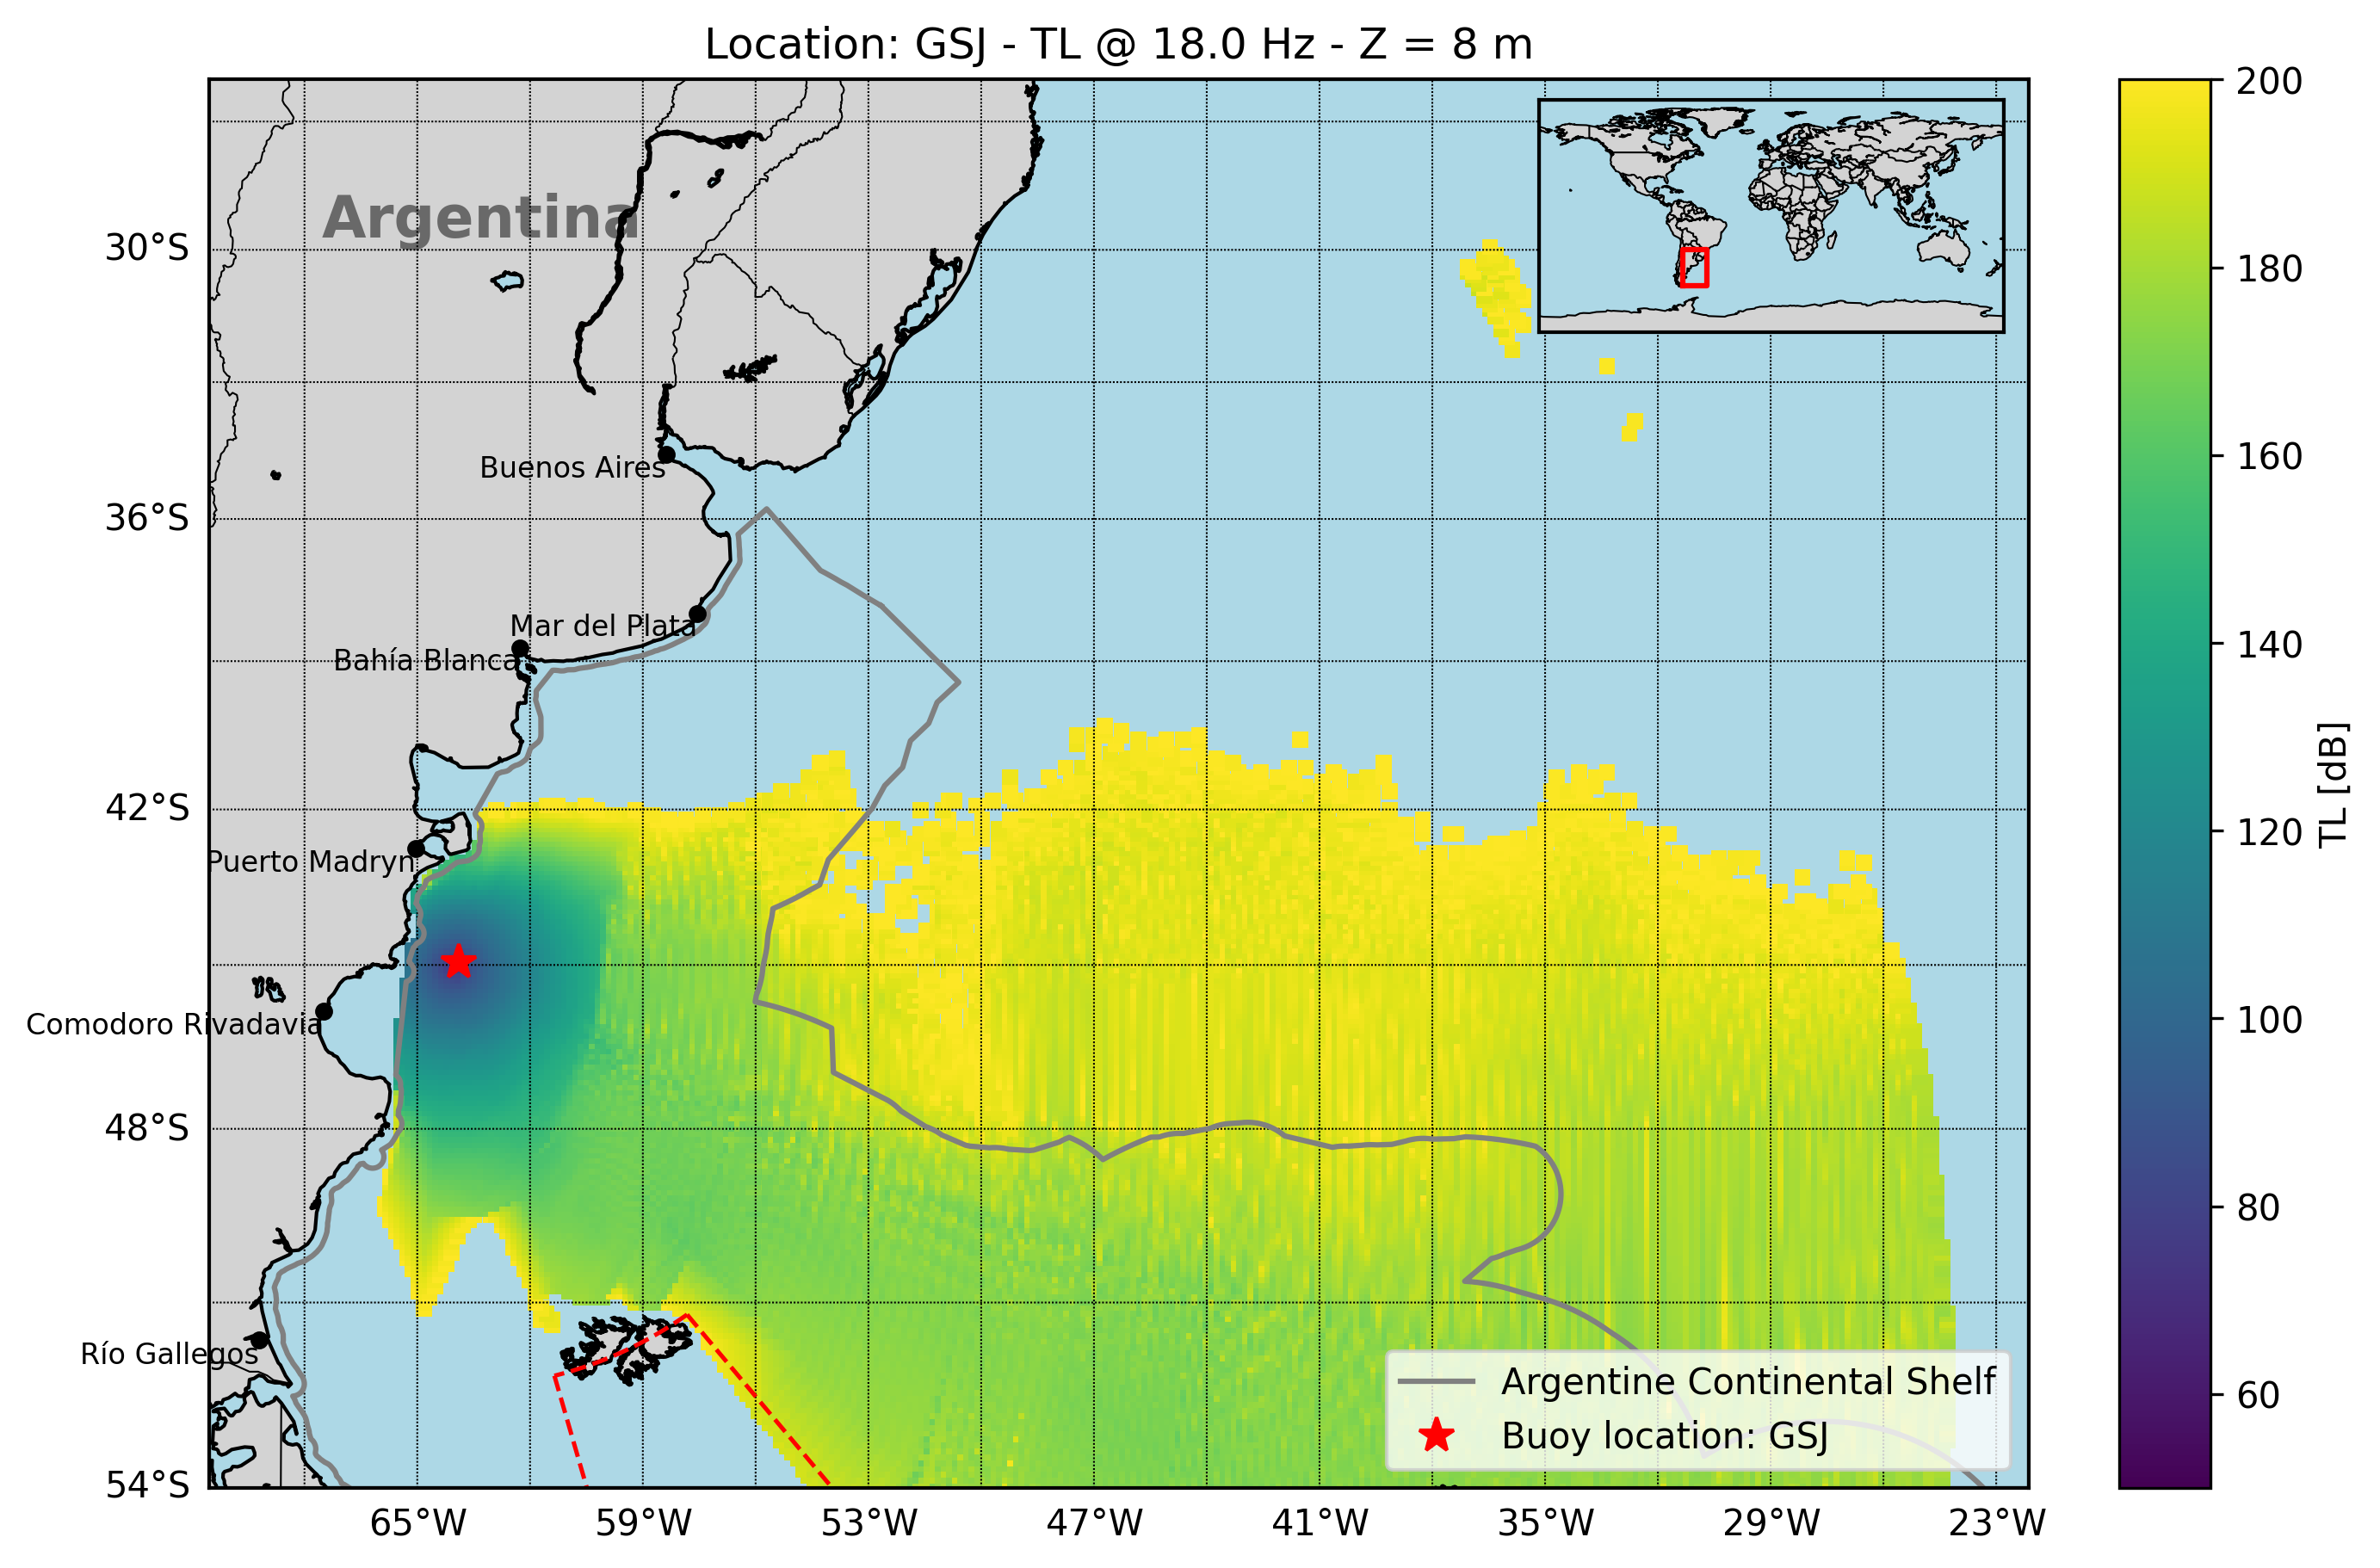 Location: GSJ - TL @ 18.0 Hz - Z = 8 m
Argentina
30°S
Buenos Aires
36°S
Mar del Plata
Bahía Blanca
42°S
Puerto Madryn
Comodoro Rivadavia
48°S
Río Gallegos
54°S
65°W
59°W
53°W
47°W
41°W
35°W
29°W
23°W
Argentine Continental Shelf
Buoy location: GSJ
200
180
160
140
120
100
80
60
TL [dB]